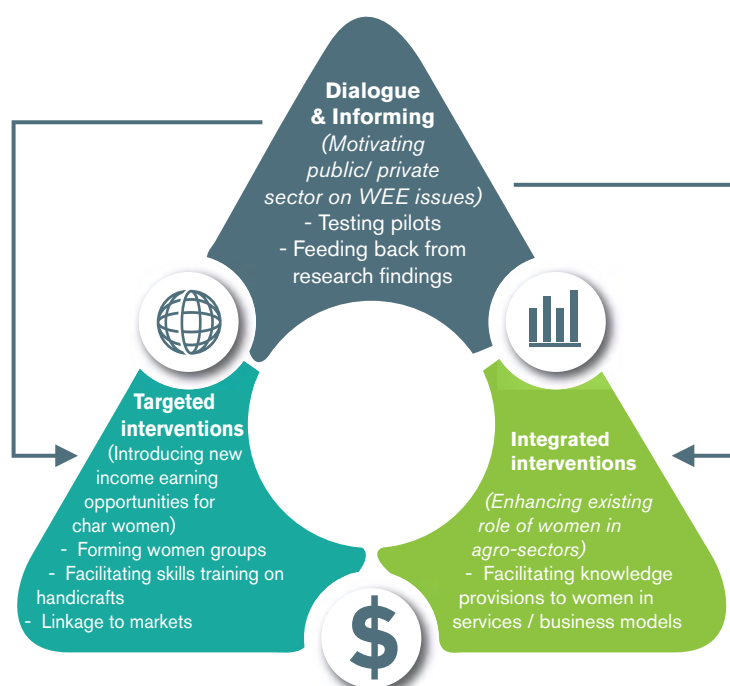 Dialogue
& Informing
(Motivating
public/ private
sector on WEE issues)
- Testing pilots
- Feeding back from
research findings
Targeted
interventions
(Introducing new
income earning
opportunities for
char women)
- Forming women groups
- Facilitating skills training on
handicrafts
- Linkage to markets
$
Integrated
interventions
(Enhancing existing
role of women in
agro-sectors)
- Facilitating knowledge
provisions to women in
services / business models